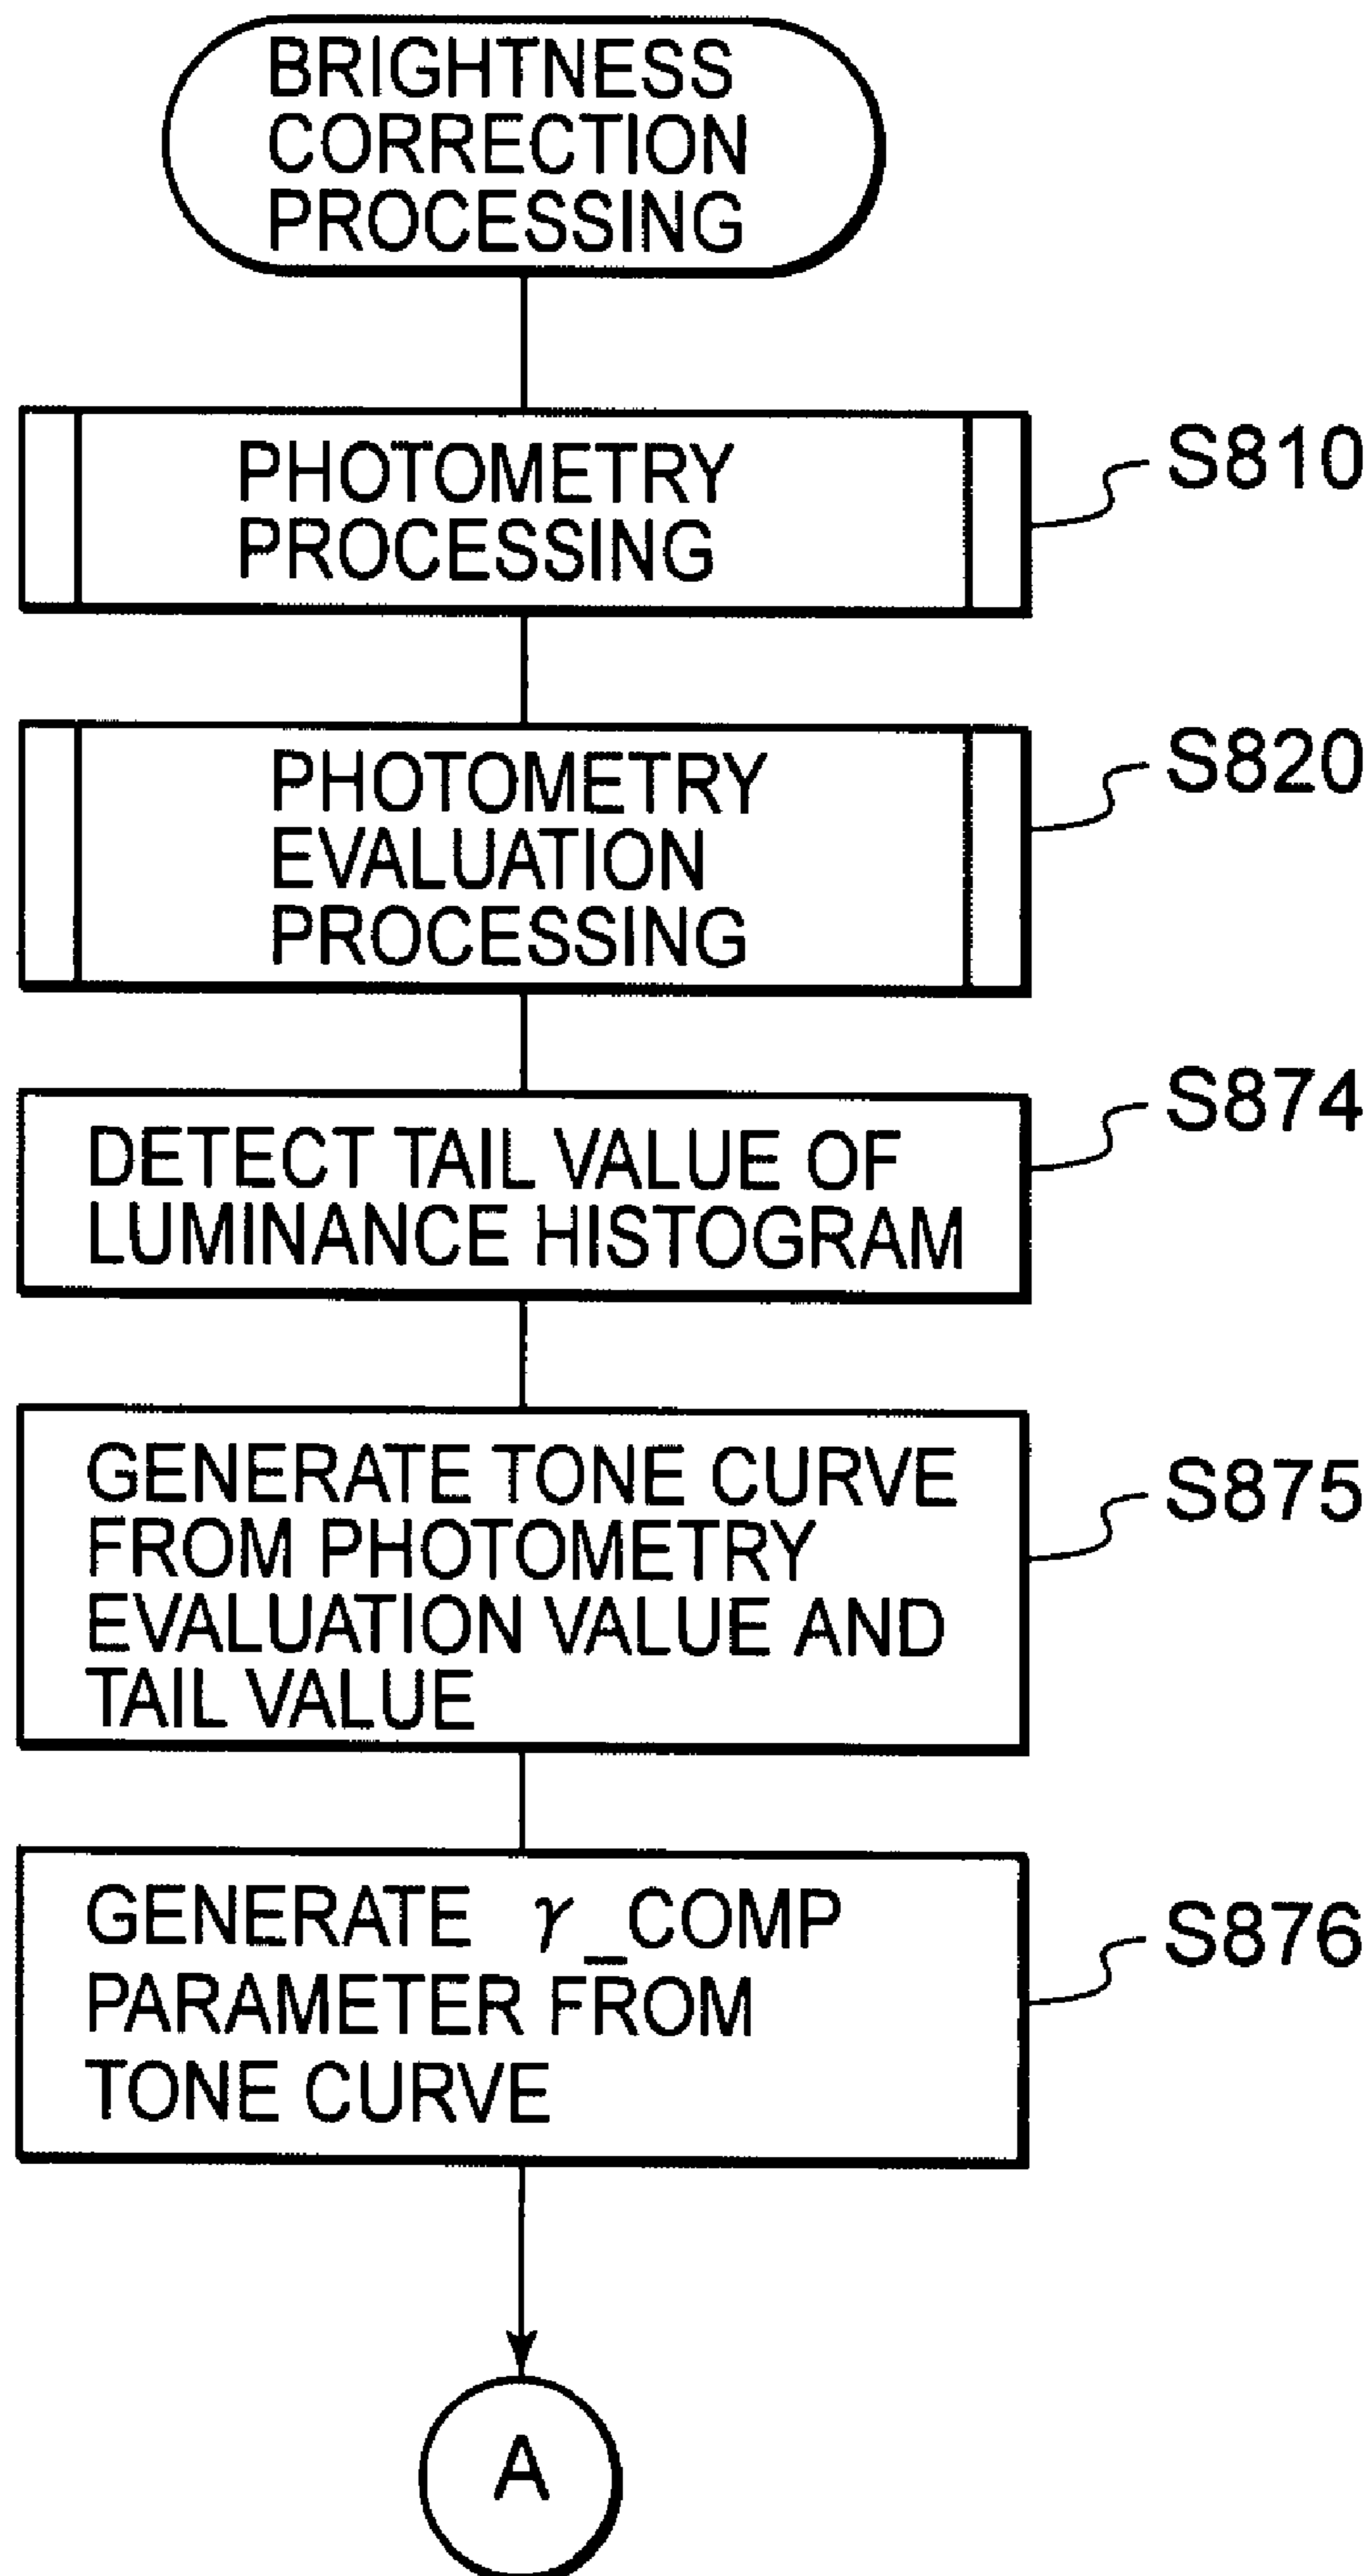 BRIGHTNESS
CORRECTION
PROCESSING
PHOTOMETRY
PROCESSING
S810
PHOTOMETRY
EVALUATION
PROCESSING
S820
DETECT TAIL VALUE OF
LUMINANCE HISTOGRAM
S874
GENERATE TONE CURVE
FROM PHOTOMETRY
EVALUATION VALUE AND
TAIL VALUE
S875
GENERATE γ_COMP
PARAMETER FROM
TONE CURVE
S876
A